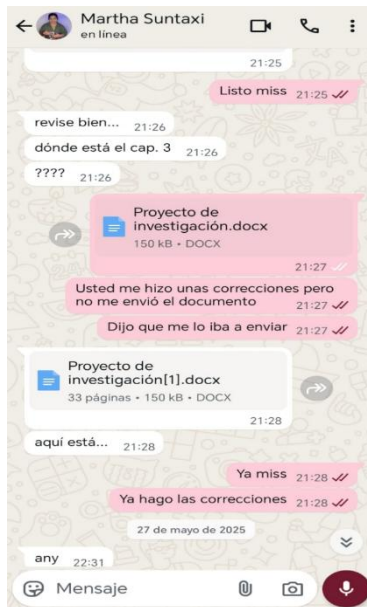 Martha Suntaxi
en línea
21:25
Listo miss 21:25
revise bien... 21:26
dónde está el cap. 3 21:26
???? 21:26
Proyecto de
investigación.docx
150 kB • DOCX
21:27
Usted me hizo unas correcciones pero
no me envió el documento 21:27
Dijo que me lo iba a enviar 21:27
Proyecto de
investigación[1].docx
33 páginas • 150 kB • DOCX
21:28
aquí está... 21:28
Ya miss 21:28
Ya hago las correcciones 21:28
27 de mayo de 2025
any 22:31
Mensaje